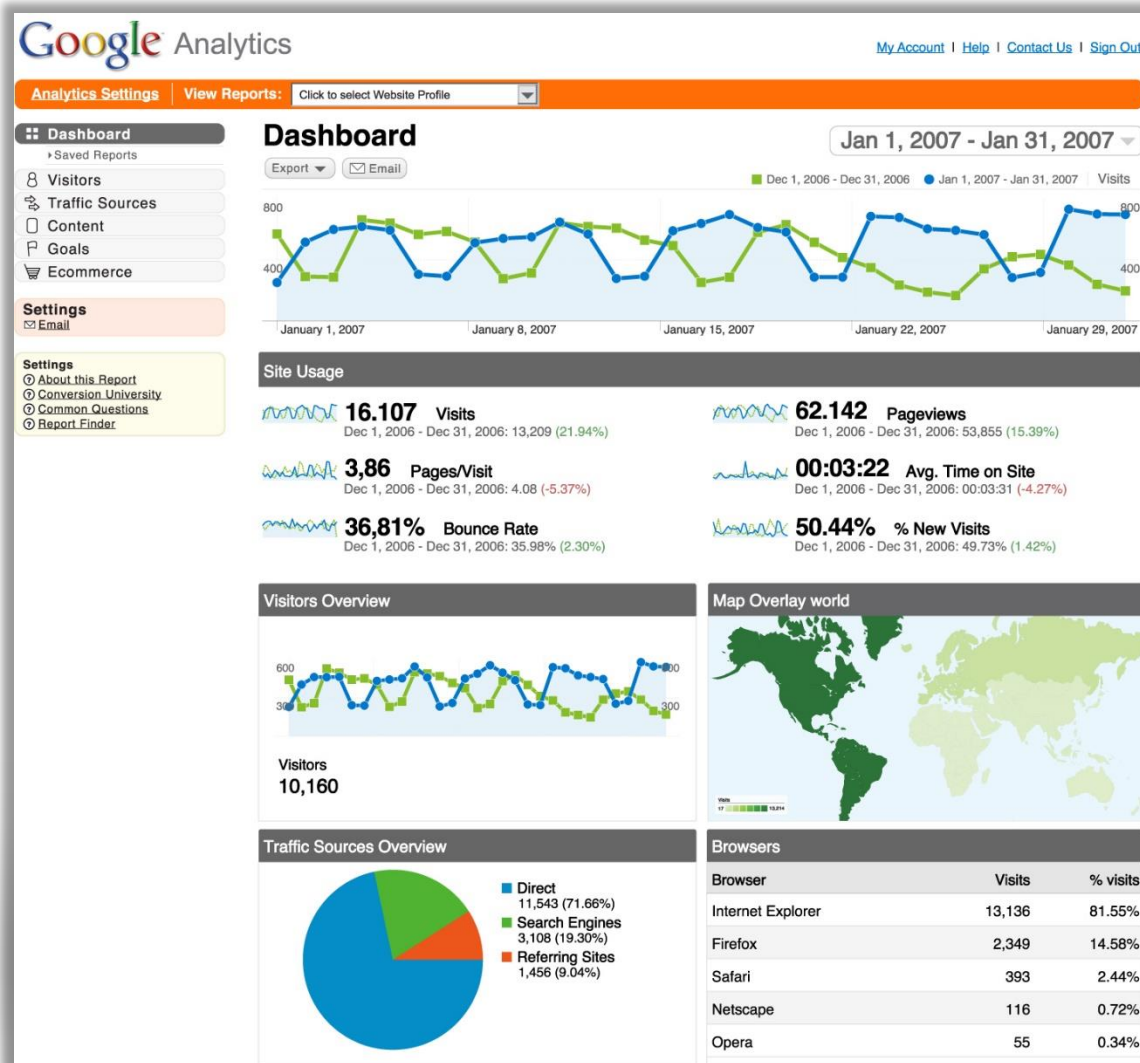 Google Analytics
My Account | Help | Contact Us | Sign Out
Analytics Settings View Reports: Click to select Website Profile
Dashboard
Saved Reports
Visitors
Traffic Sources
Content
Goals
Ecommerce
Settings
Email
Settings
About this Report
Conversion University
Common Questions
Report Finder
Dashboard
Jan 1, 2007 - Jan 31, 2007
Export Email
Dec 1, 2006 - Dec 31, 2006 Jan 1, 2007 - Jan 31, 2007 Visits
800 800
400 400
January 1, 2007 January 8, 2007 January 15, 2007 January 22, 2007 January 29, 2007
Site Usage
16.107 Visits
Dec 1, 2006 - Dec 31, 2006: 13,209 (21.94%)
62.142 Pageviews
Dec 1, 2006 - Dec 31, 2006: 53,855 (15.39%)
3,86 Pages/Visit
Dec 1, 2006 - Dec 31, 2006: 4.08 (-5.37%)
00:03:22 Avg. Time on Site
Dec 1, 2006 - Dec 31, 2006: 00:03:31 (-4.27%)
36,81% Bounce Rate
Dec 1, 2006 - Dec 31, 2006: 35.98% (2.30%)
50.44% % New Visits
Dec 1, 2006 - Dec 31, 2006: 49.73% (1.42%)
Visitors Overview
600 600
300 300
Visitors
10,160
Map Overlay world
Visits
17 13,214
Traffic Sources Overview
Direct
11,543 (71.66%)
Search Engines
3,108 (19.30%)
Referring Sites
1,456 (9.04%)
Browsers
Browser Visits % visits
Internet Explorer 13,136 81.55%
Firefox 2,349 14.58%
Safari 393 2.44%
Netscape 116 0.72%
Opera 55 0.34%